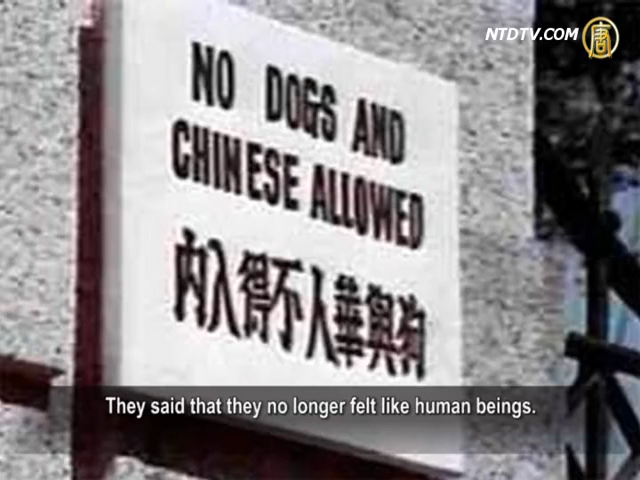 NTDTV.COM
唐
NO DOGS AND
CHINESE ALLOWED
狗與華人不得入內
They said that they no longer felt like human beings.